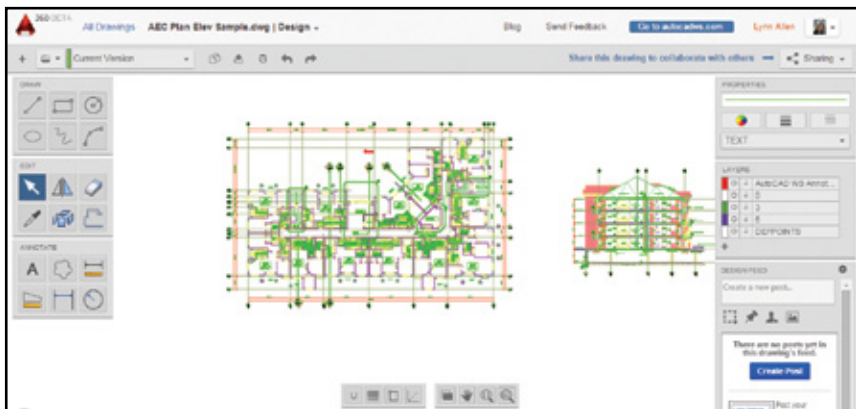 360 BETA
All Drawings
AEC Plan Elev Sample.dwg | Design
Blog
Send Feedback
Go to autocadws.com
Lynn Allen
Current Version
Share this drawing to collaborate with others
Sharing
DRAW
EDIT
ANNOTATE
A
PROPERTIES
TEXT
LAYERS
AutoCAD WS Annot...
0
3
6
DEFPOINTS
DESIGN FEED
Create a new post...
There are no posts yet in
this drawing's feed.
Create Post
Post your